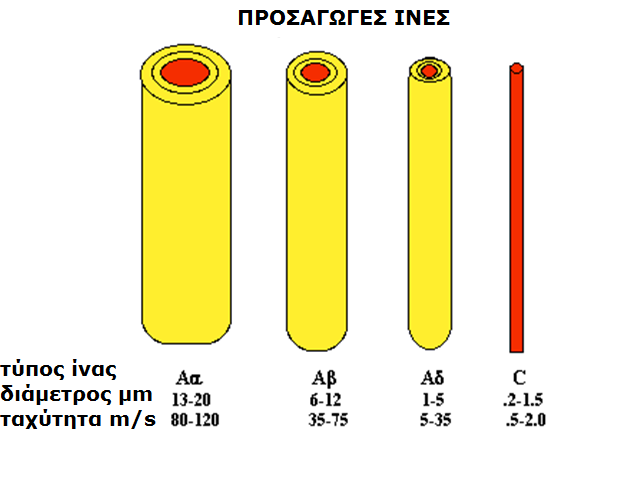 ΠΡΟΣΑΓΩΓΕΣ ΙΝΕΣ
τύπος ίνας Αα Αβ Αδ C
διάμετρος μm 13-20 6-12 1-5 .2-1.5
ταχύτητα m/s 80-120 35-75 5-35 .5-2.0